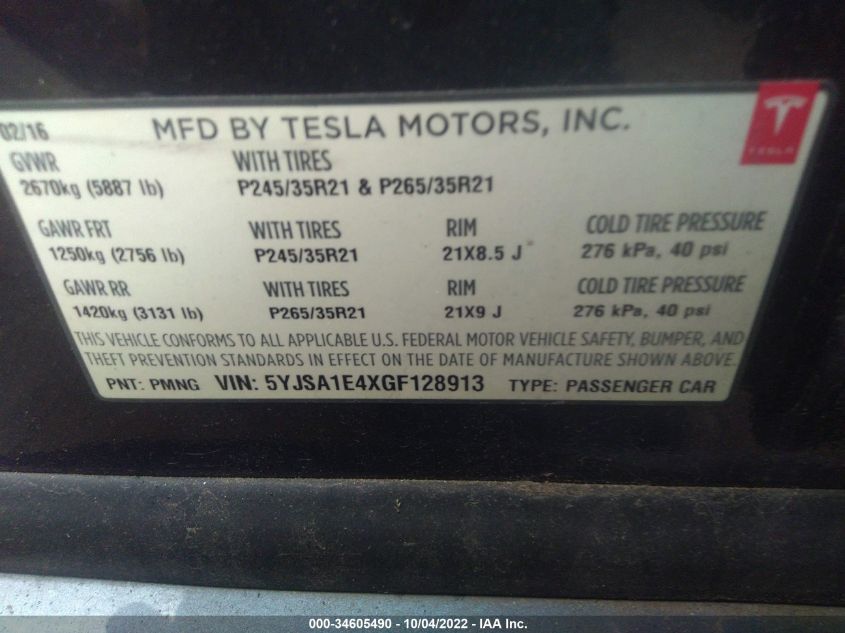 02/16 MFD BY TESLA MOTORS, INC.
TESLA
GVWR WITH TIRES
2670kg (5887 lb) P245/35R21 & P265/35R21
GAWR FRT WITH TIRES RIM COLD TIRE PRESSURE
1250kg (2756 lb) P245/35R21 21X8.5 J 276 kPa, 40 psi
GAWR RR WITH TIRES RIM COLD TIRE PRESSURE
1420kg (3131 lb) P265/35R21 21X9 J 276 kPa, 40 psi
THIS VEHICLE CONFORMS TO ALL APPLICABLE U.S. FEDERAL MOTOR VEHICLE SAFETY, BUMPER, AND
THEFT PREVENTION STANDARDS IN EFFECT ON THE DATE OF MANUFACTURE SHOWN ABOVE.
PNT: PMNG VIN: 5YJSA1E4XGF128913 TYPE: PASSENGER CAR
000-34605490 - 10/04/2022 - IAA Inc.